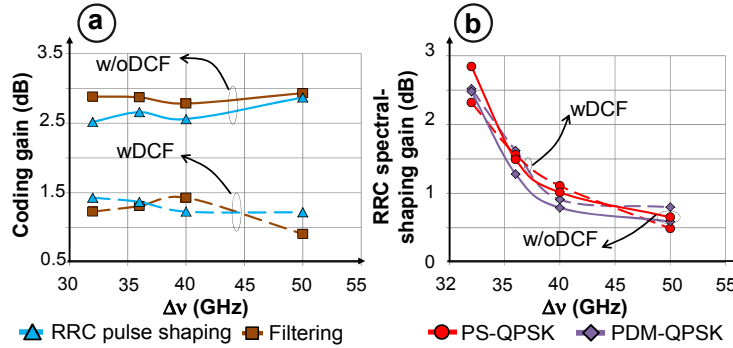 a
b
Coding gain (dB)
3.5
2.5
1.5
0.5
w/oDCF
wDCF
30
35
40
45
50
55
Δν (GHz)
RRC spectral-
shaping gain (dB)
3
2
1
0
wDCF
w/oDCF
32
35
40
45
50
55
Δν (GHz)
RRC pulse shaping
Filtering
PS-QPSK
PDM-QPSK